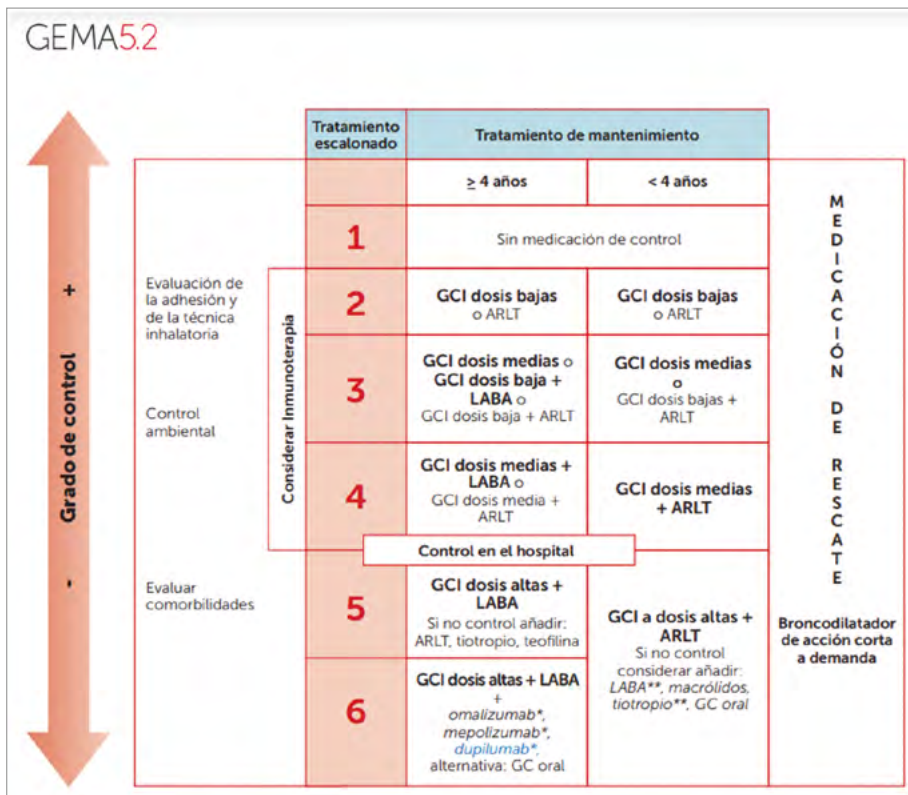 GEMA5.2
Tratamiento
escalonado
Tratamiento de mantenimiento
≥ 4 años
< 4 años
1
Sin medicación de control
2
GCI dosis bajas
o ARLT
GCI dosis bajas
o ARLT
3
GCI dosis medias o
GCI dosis baja +
LABA o
GCI dosis baja + ARLT
GCI dosis medias
o
GCI dosis bajas +
ARLT
4
GCI dosis medias +
LABA o
GCI dosis media +
ARLT
GCI dosis medias
+ ARLT
Control en el hospital
5
GCI dosis altas +
LABA
Si no control añadir:
ARLT, tiotropio, teofilina
6
GCI dosis altas + LABA
+
omalizumab*,
mepolizumab*,
dupilumab*,
alternativa: GC oral
GCI a dosis altas +
ARLT
Si no control
considerar añadir:
LABA**, macrólidos,
tiotropio**, GC oral
+
Grado de control
-
Evaluación de
la adhesión y
de la técnica
inhalatoria
Control
ambiental
Evaluar
comorbilidades
Considerar Inmunoterapia
MEDICACIÓN DE RESCATE
Broncodilatador
de acción corta
a demanda